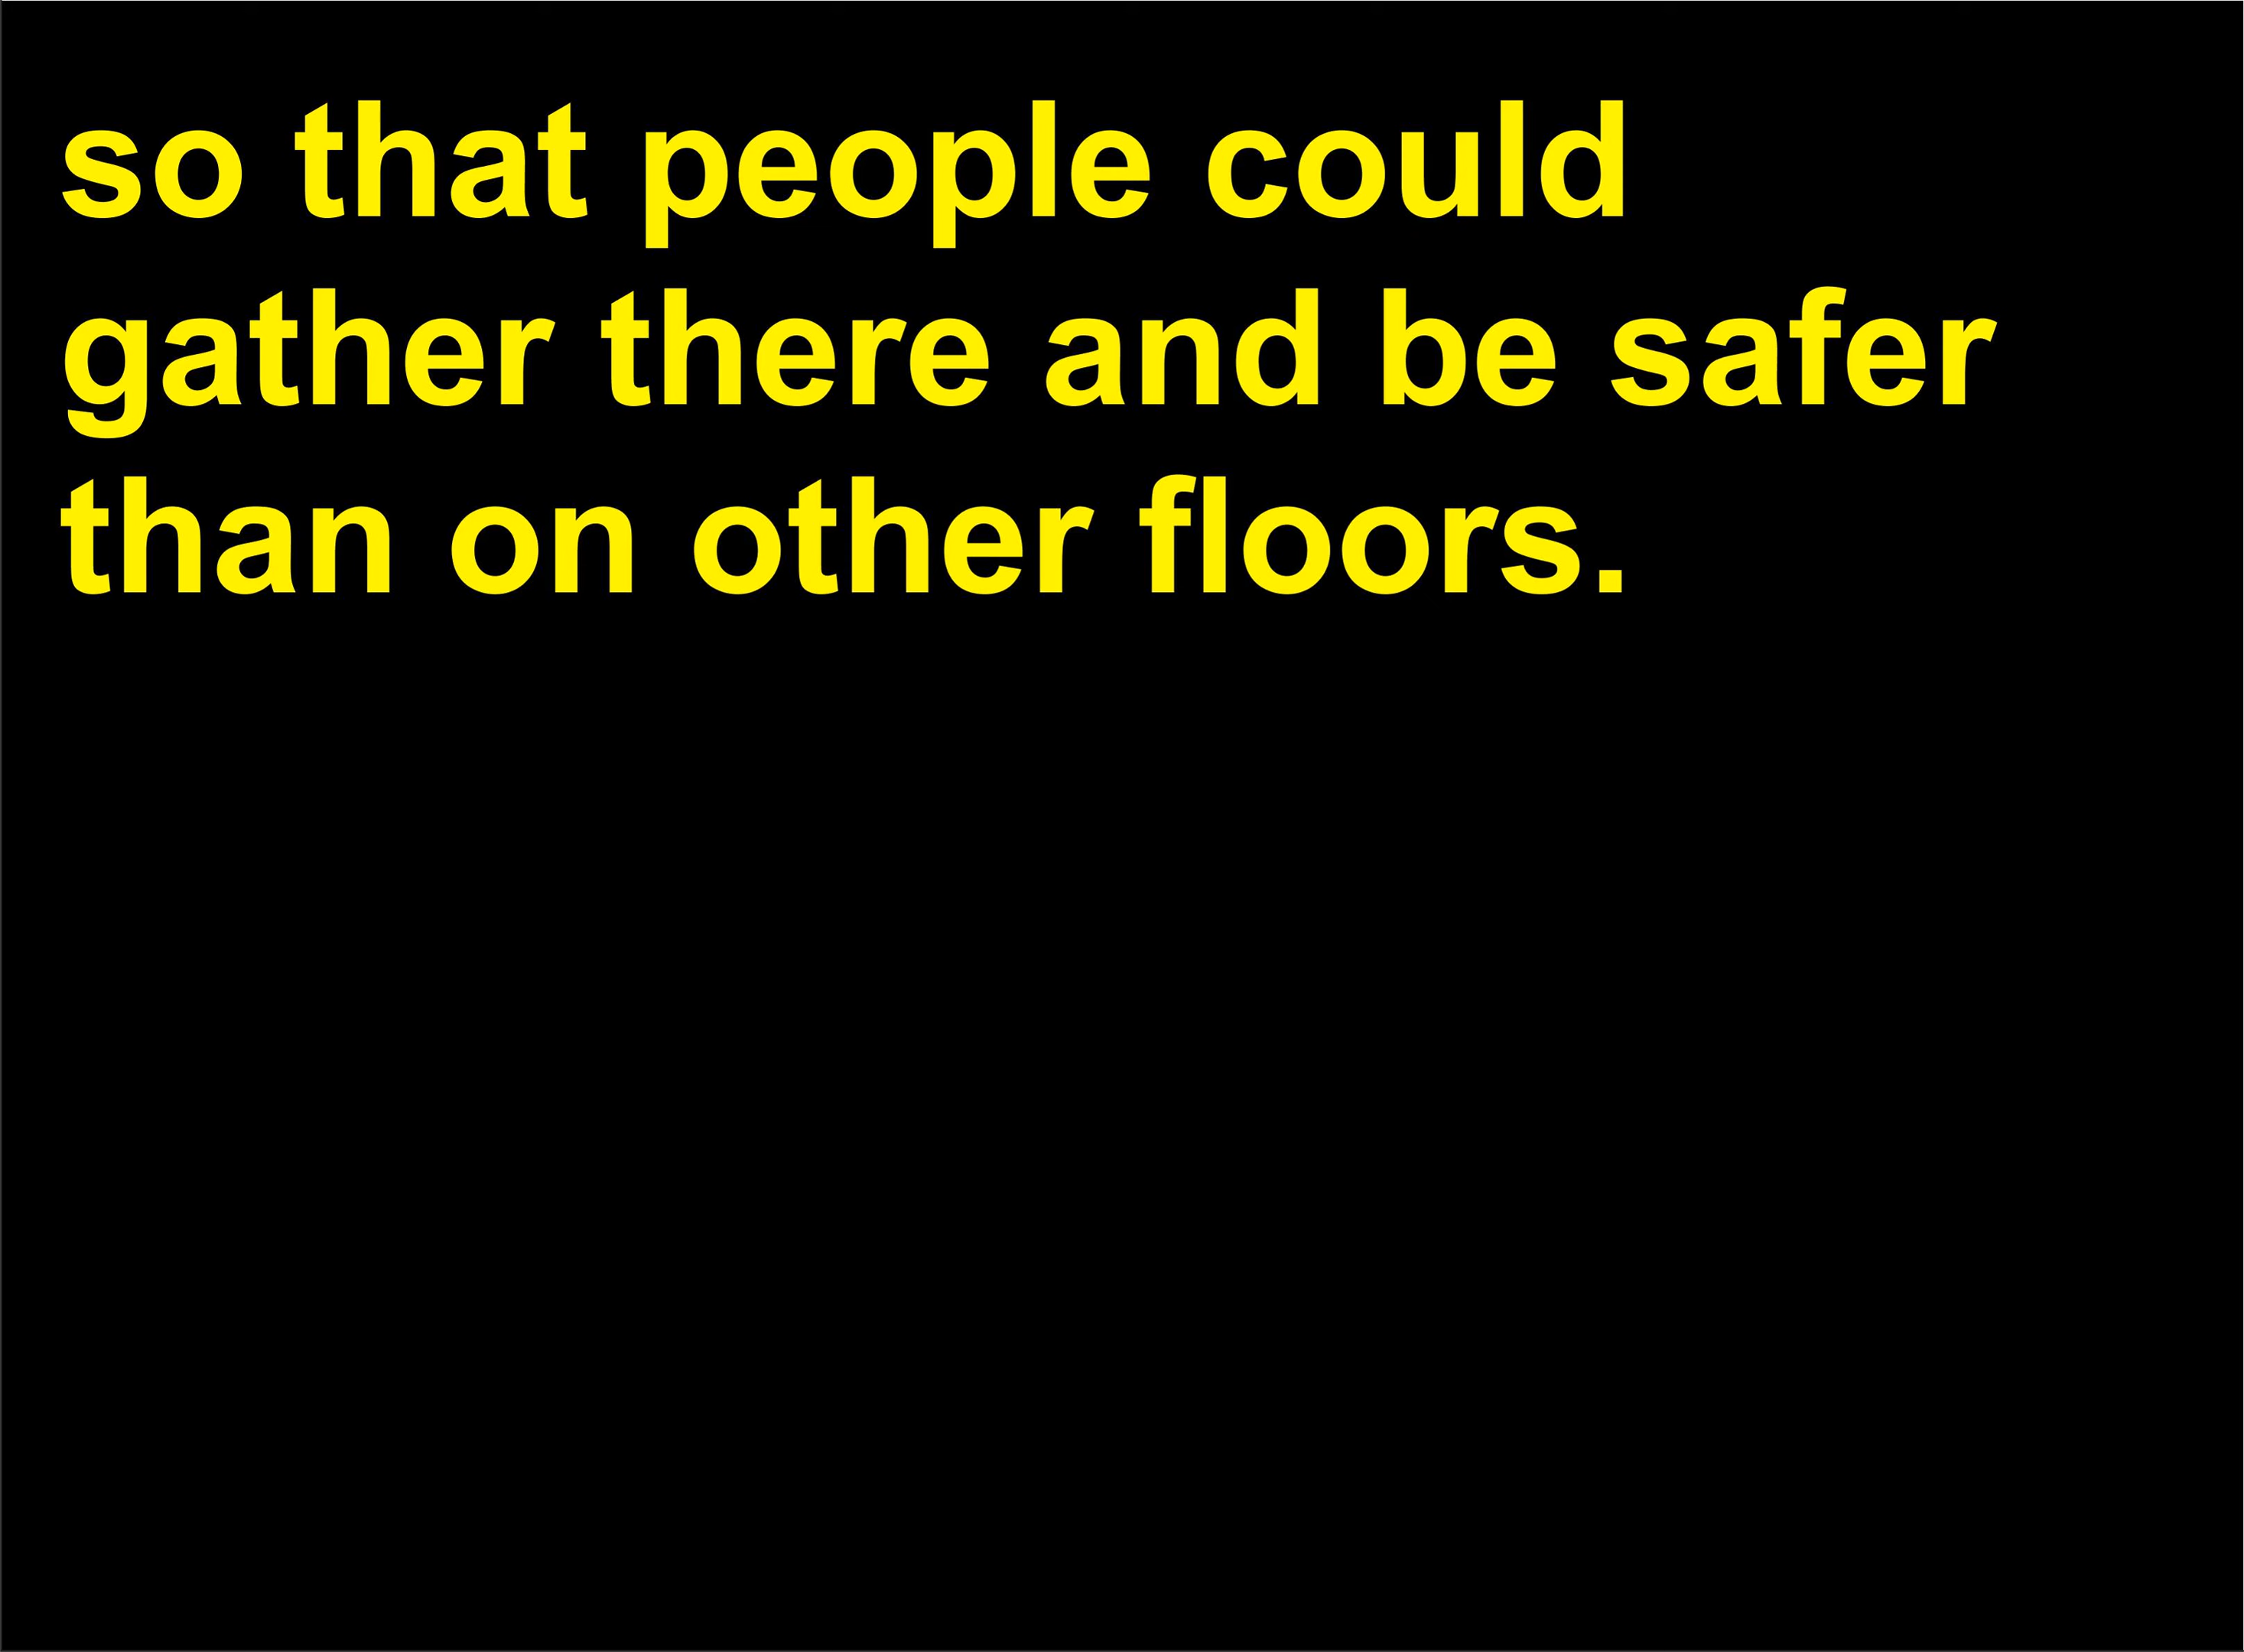 so that people could
gather there and be safer
than on other floors.